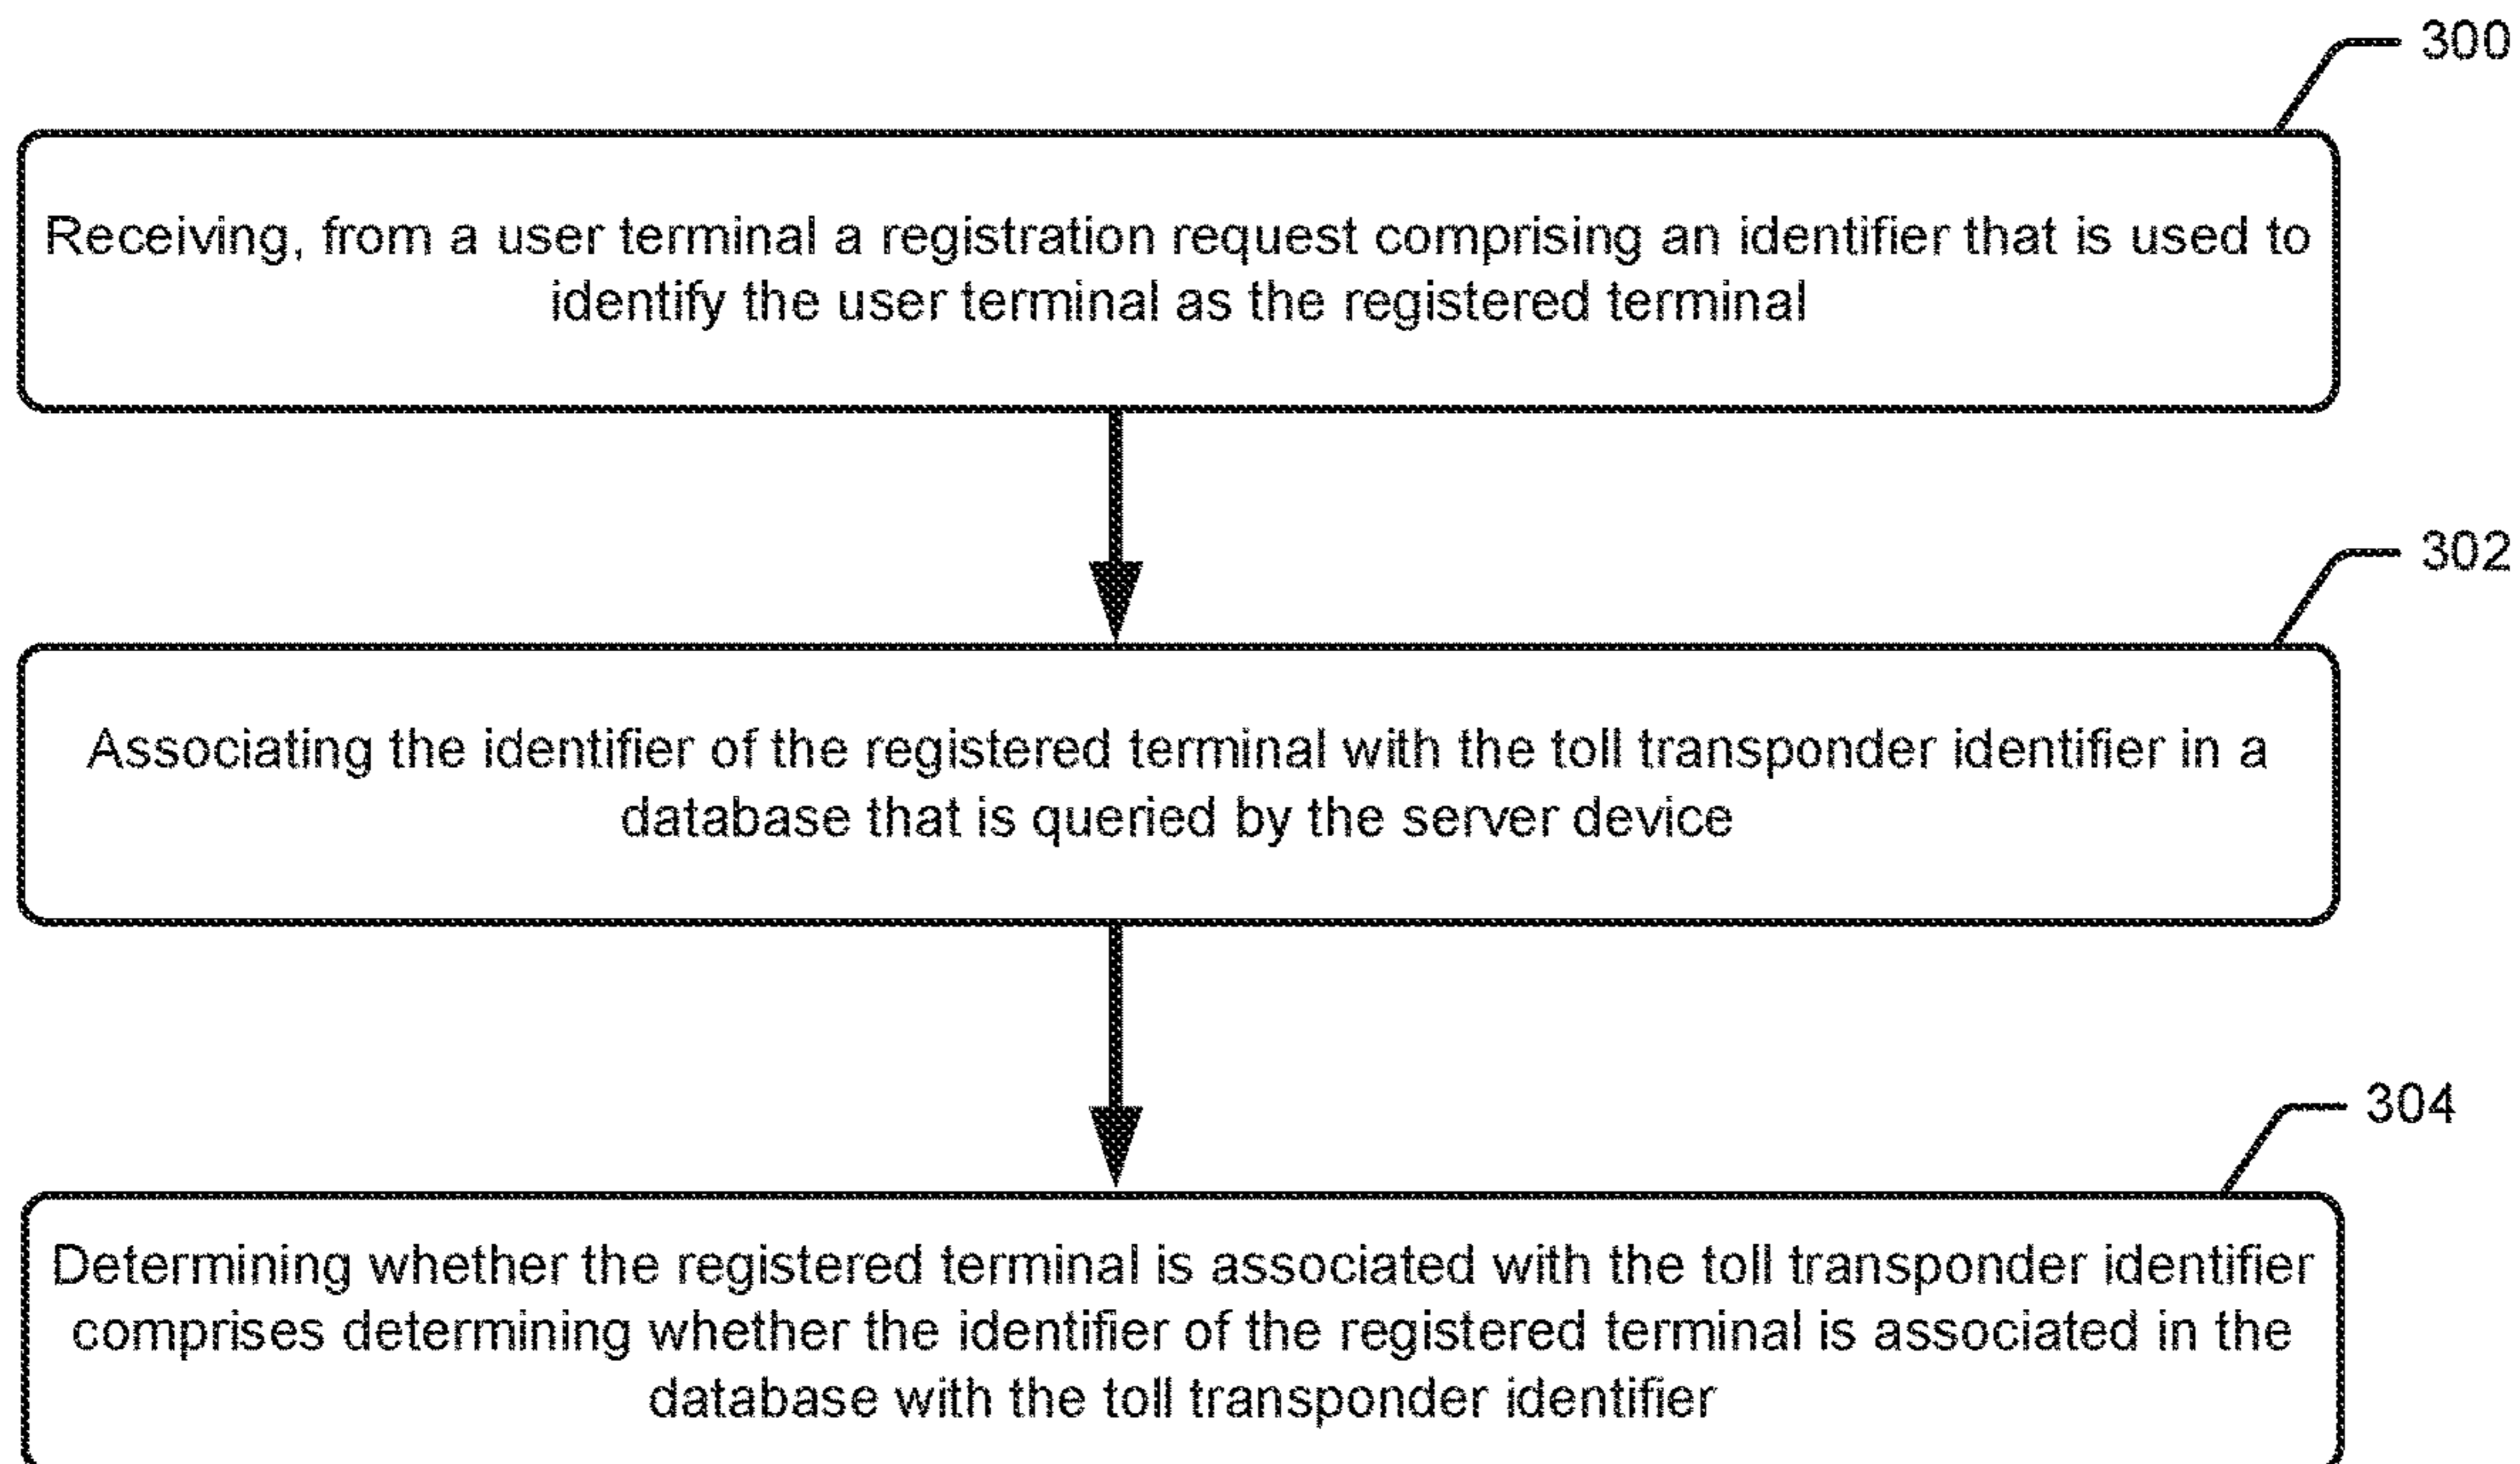 300
Receiving, from a user terminal a registration request comprising an identifier that is used to
identify the user terminal as the registered terminal
302
Associating the identifier of the registered terminal with the toll transponder identifier in a
database that is queried by the server device
304
Determining whether the registered terminal is associated with the toll transponder identifier
comprises determining whether the identifier of the registered terminal is associated in the
database with the toll transponder identifier